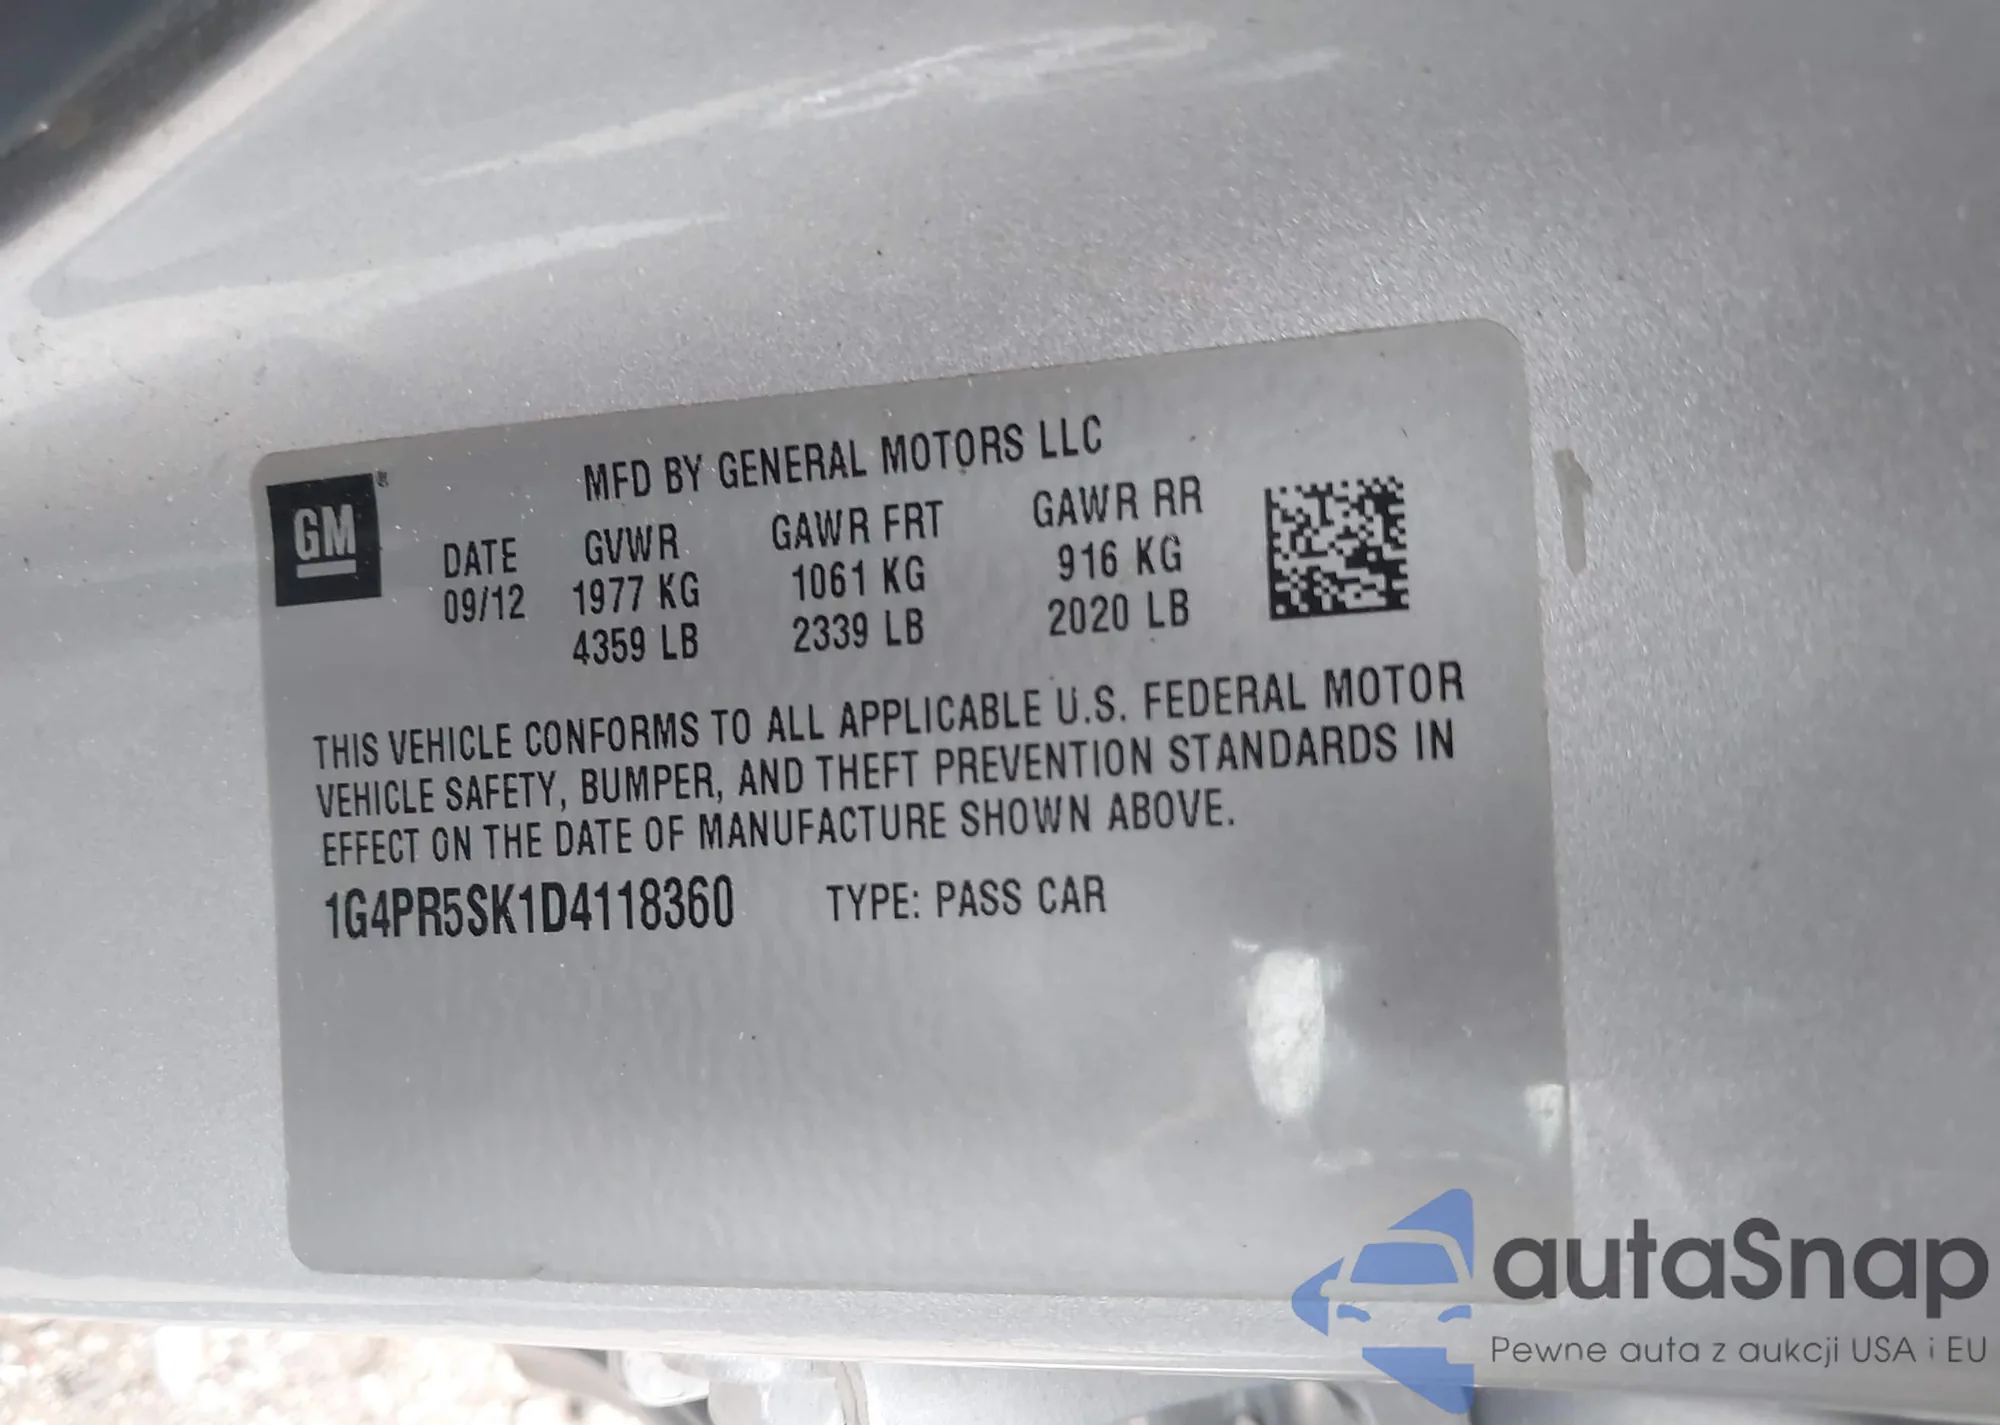 MFD BY GENERAL MOTORS LLC
GM®
DATE GVWR GAWR FRT GAWR RR
09/12 1977 KG 1061 KG 916 KG
4359 LB 2339 LB 2020 LB
THIS VEHICLE CONFORMS TO ALL APPLICABLE U.S. FEDERAL MOTOR
VEHICLE SAFETY, BUMPER, AND THEFT PREVENTION STANDARDS IN
EFFECT ON THE DATE OF MANUFACTURE SHOWN ABOVE.
1G4PR5SK1D4118360 TYPE: PASS CAR
autaSnap
Pewne auta z aukcji USA i EU